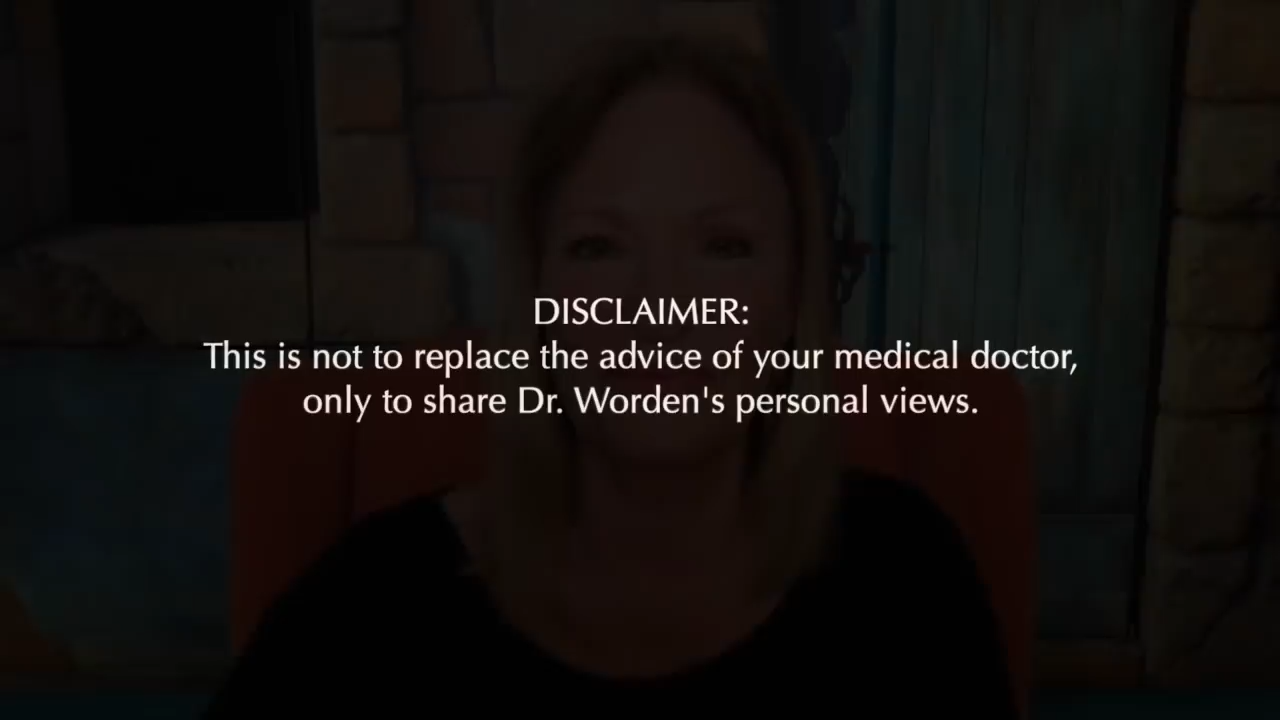 DISCLAIMER:
This is not to replace the advice of your medical doctor,
only to share Dr. Worden's personal views.